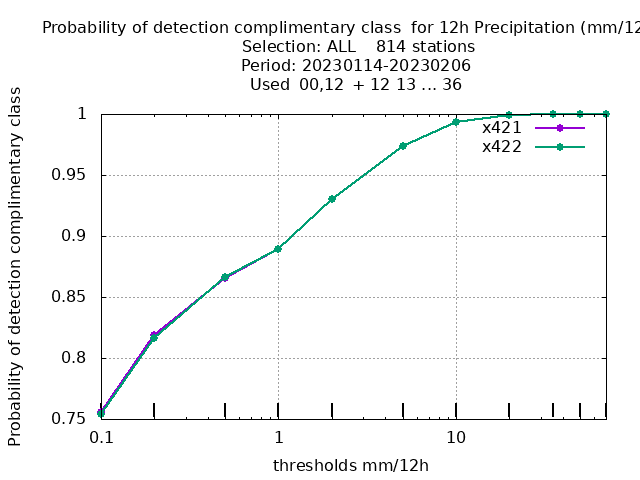 Probability of detection complimentary class  for 12h Precipitation (mm/12
Selection: ALL    814 stations
Period: 20230114-20230206
Used  00,12  + 12 13 ... 36
Probability of detection complimentary class
1
0.95
0.9
0.85
0.8
0.75
x421
x422
0.1
1
10
thresholds mm/12h